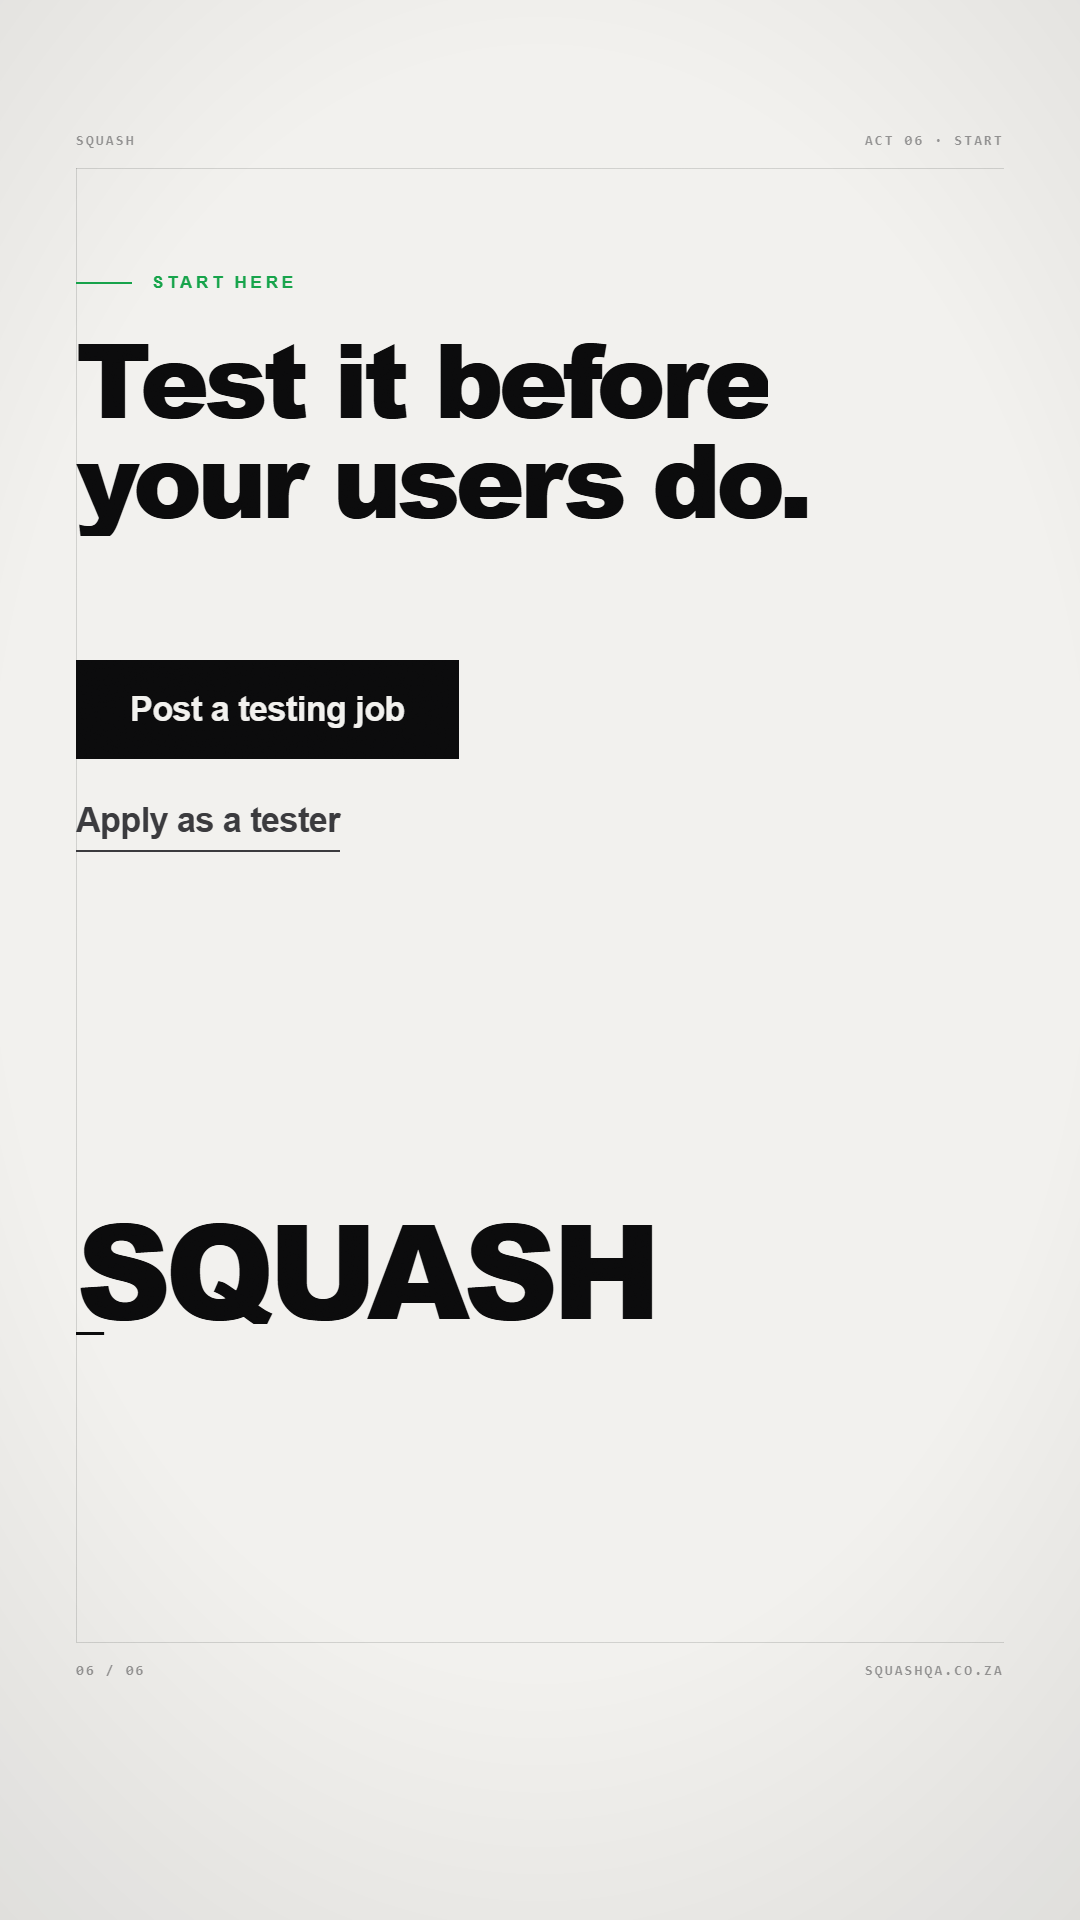 SQUASH
ACT 06 · START
START HERE
Test it before
your users do.
Post a testing job
Apply as a tester
SQUASH
06 / 06
SQUASHQA.CO.ZA